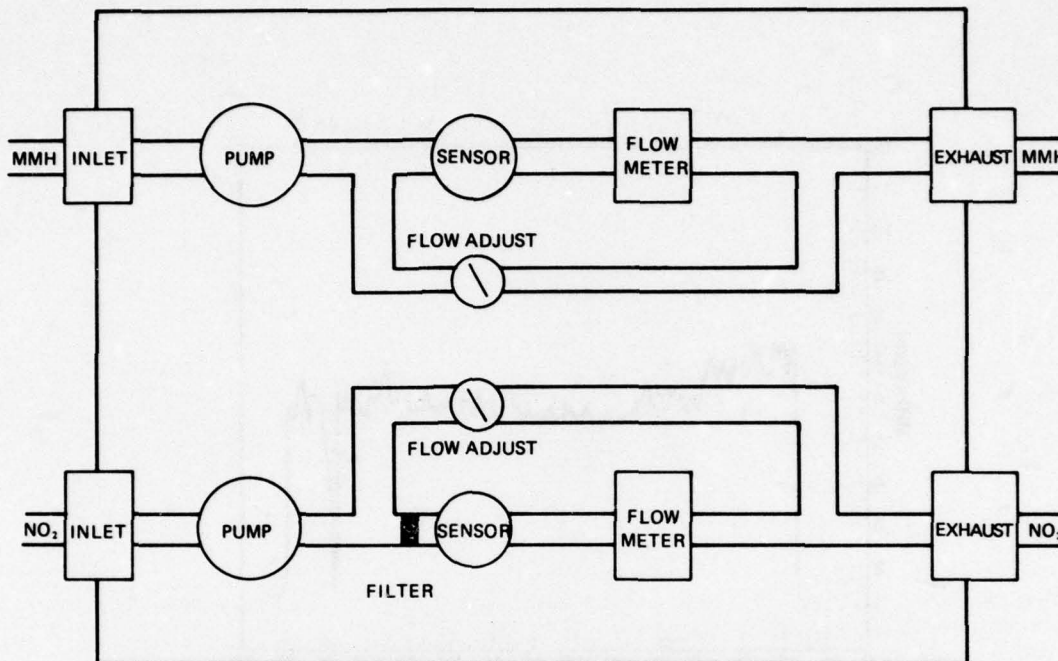 MMH INLET PUMP SENSOR FLOW METER EXHAUST MMH
FLOW ADJUST
FLOW ADJUST
NO₂ INLET PUMP SENSOR FLOW METER EXHAUST NO₂
FILTER